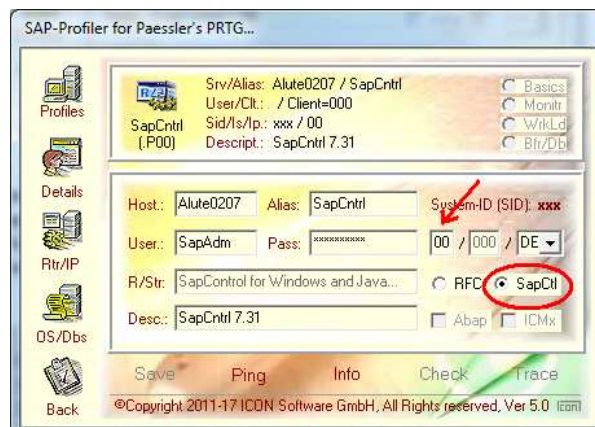 SAP-Profiler for Paessler's PRTG...
Profiles
Details
Rtr/IP
OS/Dbs
Back
R/3
SapCntrl
(.P00)
Srv/Alias: Alute0207 / SapCntrl
User/Clt.: / Client=000
Sid/Is/Ip.: xxx / 00
Descript.: SapCntrl 7.31
Basics
Monitr
WrkLd
Bfr/Db
Host.: Alute0207 Alias: SapCntrl System-ID (SID): xxx
User.: SapAdm Pass: xxxxxxxxxx 00 / 000 / DE
R/Str: SapControl for Windows and Java... RFC SapCtl
Desc.: SapCntrl 7.31 Abap ICMx
Save Ping Info Check Trace
©Copyright 2011-17 ICON Software GmbH, All Rights reserved, Ver 5.0 icon